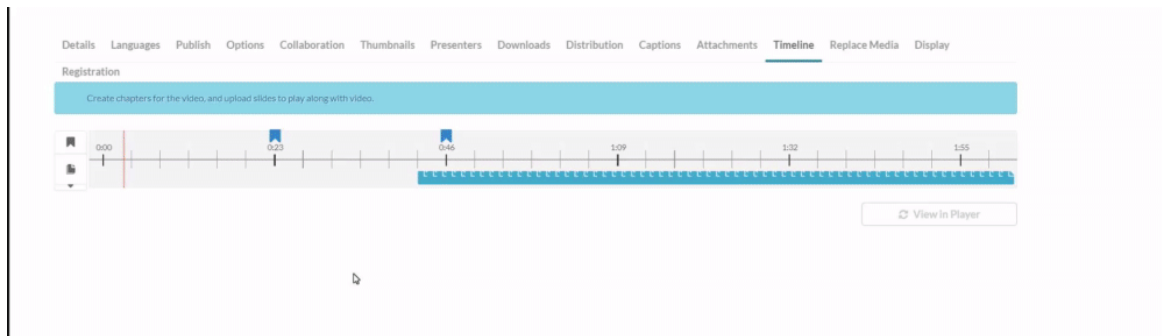 Details Languages Publish Options Collaboration Thumbnails Presenters Downloads Distribution Captions Attachments Timeline Replace Media Display
Registration
Create chapters for the video, and upload slides to play along with video.
0:00 0:23 0:46 1:09 1:32 1:55
View in Player